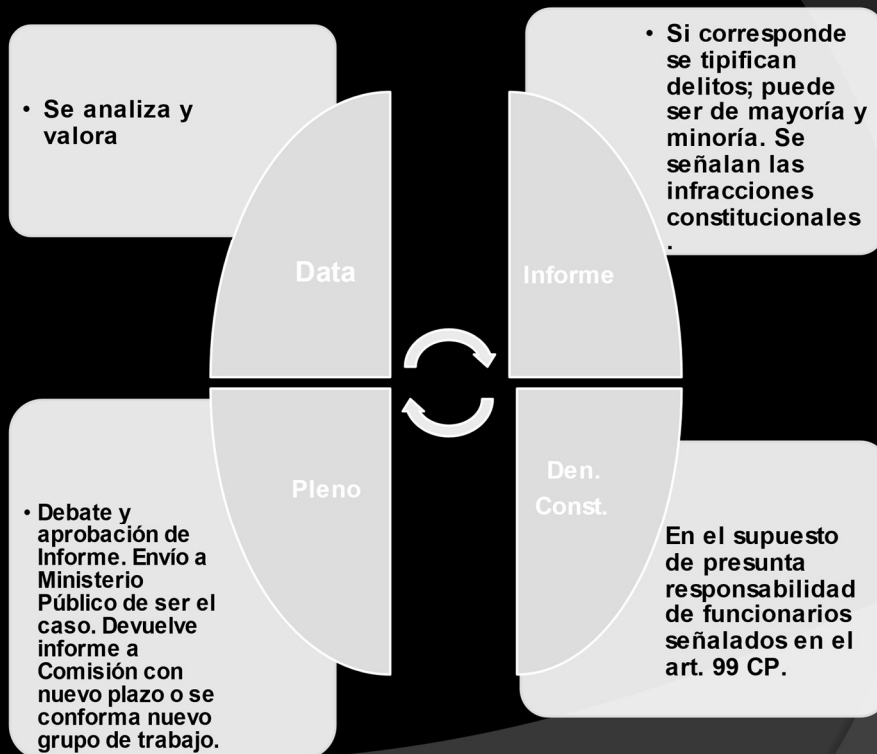 • Se analiza y
valora
• Si corresponde
se tipifican
delitos; puede
ser de mayoría y
minoría. Se
señalan las
infracciones
constitucionales
.
Data
Informe
Pleno
Den.
Const.
• Debate y
aprobación de
Informe. Envío a
Ministerio
Público de ser el
caso. Devuelve
informe a
Comisión con
nuevo plazo o se
conforma nuevo
grupo de trabajo.
En el supuesto
de presunta
responsabilidad
de funcionarios
señalados en el
art. 99 CP.